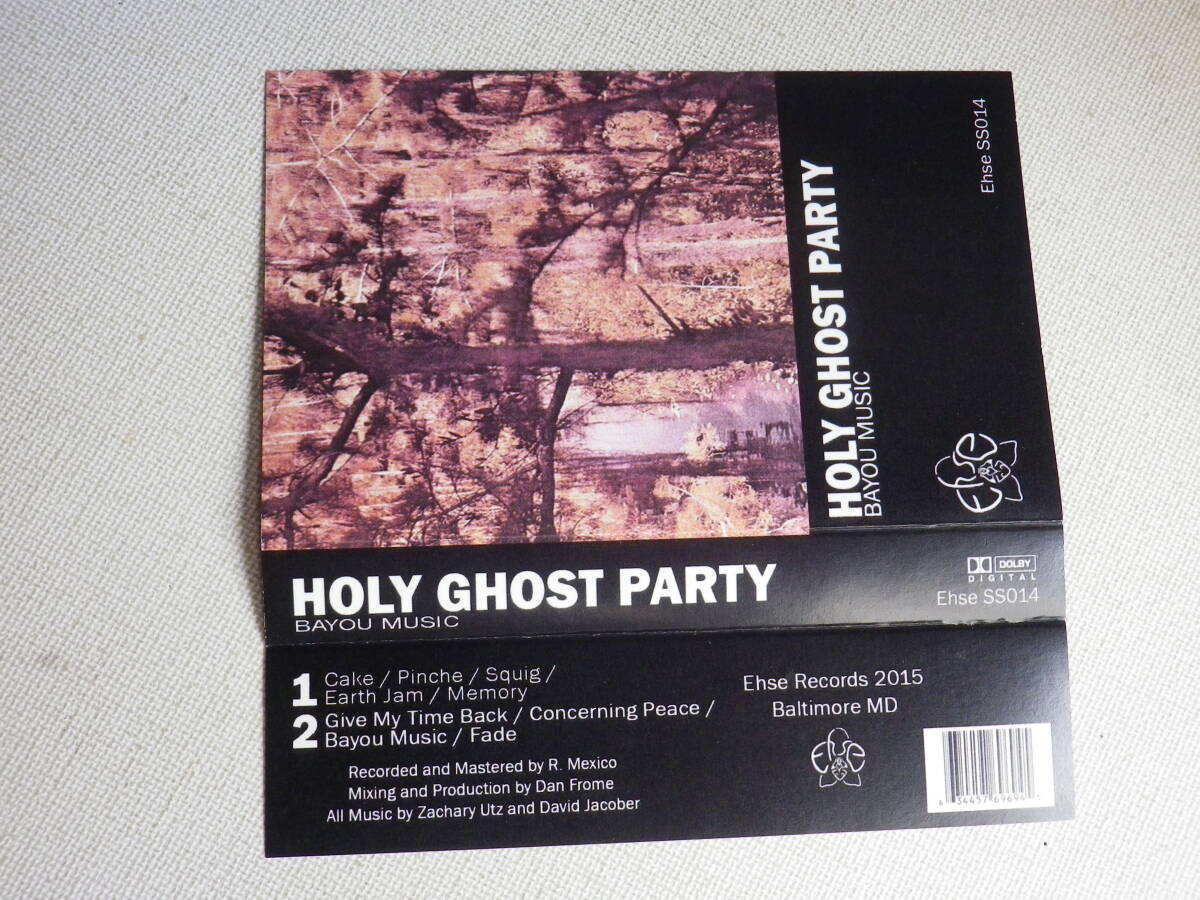 HOLY GHOST PARTY
BAYOU MUSIC
Ehse SS014
Ehse
HOLY GHOST PARTY
BAYOU MUSIC
DOLBY
DIGITAL
Ehse SS014
1
Cake / Pinche / Squig /
Earth Jam / Memory
2
Give My Time Back / Concerning Peace /
Bayou Music / Fade
Recorded and Mastered by R. Mexico
Mixing and Production by Dan Frome
All Music by Zachary Utz and David Jacober
Ehse Records 2015
Baltimore MD
Ehse